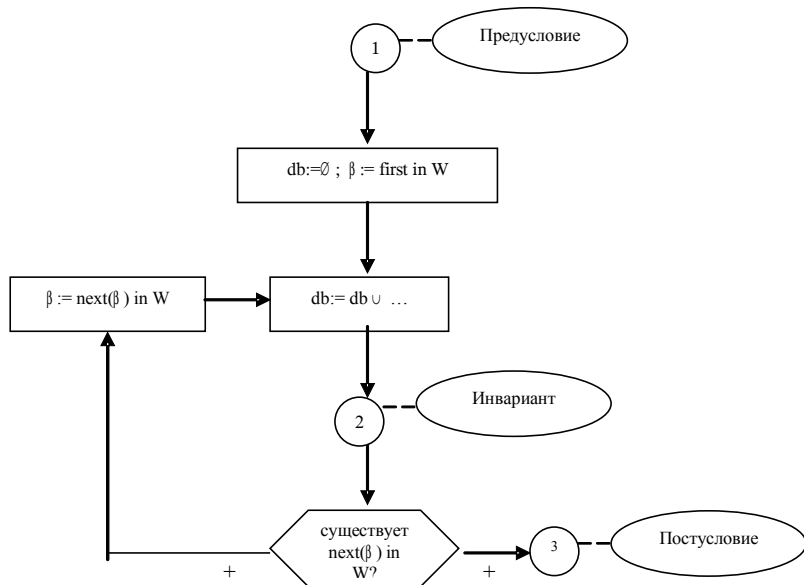 1
Предусловие
db:=∅ ; β := first in W
β := next(β ) in W
db:= db ∪ …
Инвариант
2
существует
next(β ) in
W?
3
Постусловие
+
+